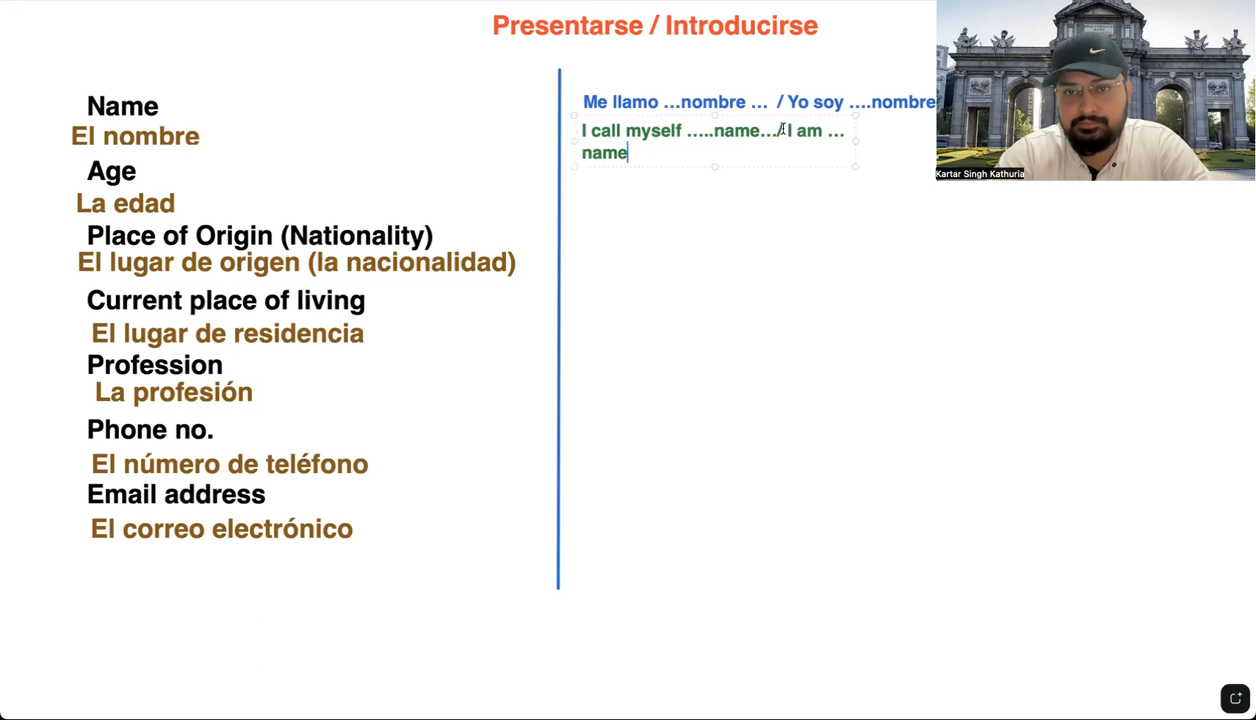 Presentarse / Introducirse
Name
El nombre
Age
La edad
Place of Origin (Nationality)
El lugar de origen (la nacionalidad)
Current place of living
El lugar de residencia
Profession
La profesión
Phone no.
El número de teléfono
Email address
El correo electrónico
Me llamo …nombre … / Yo soy ….nombre
I call myself …..name…/ I am …
name
Kartar Singh Kathuria